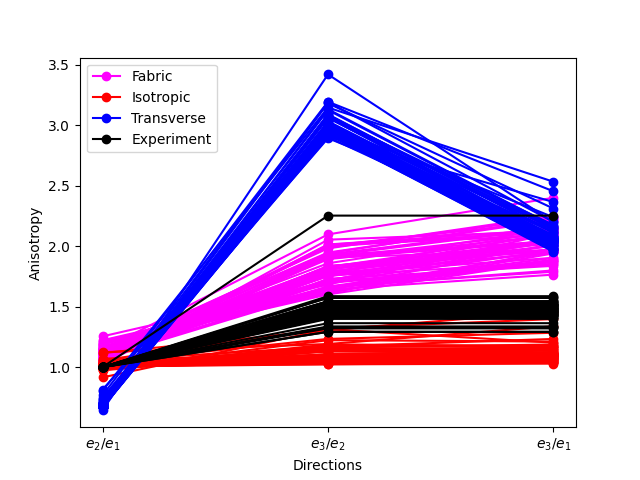 3.5
3.0
2.5
2.0
1.5
1.0
Anisotropy
Fabric
Isotropic
Transverse
Experiment
e₂/e₁
e₃/e₂
e₃/e₁
Directions